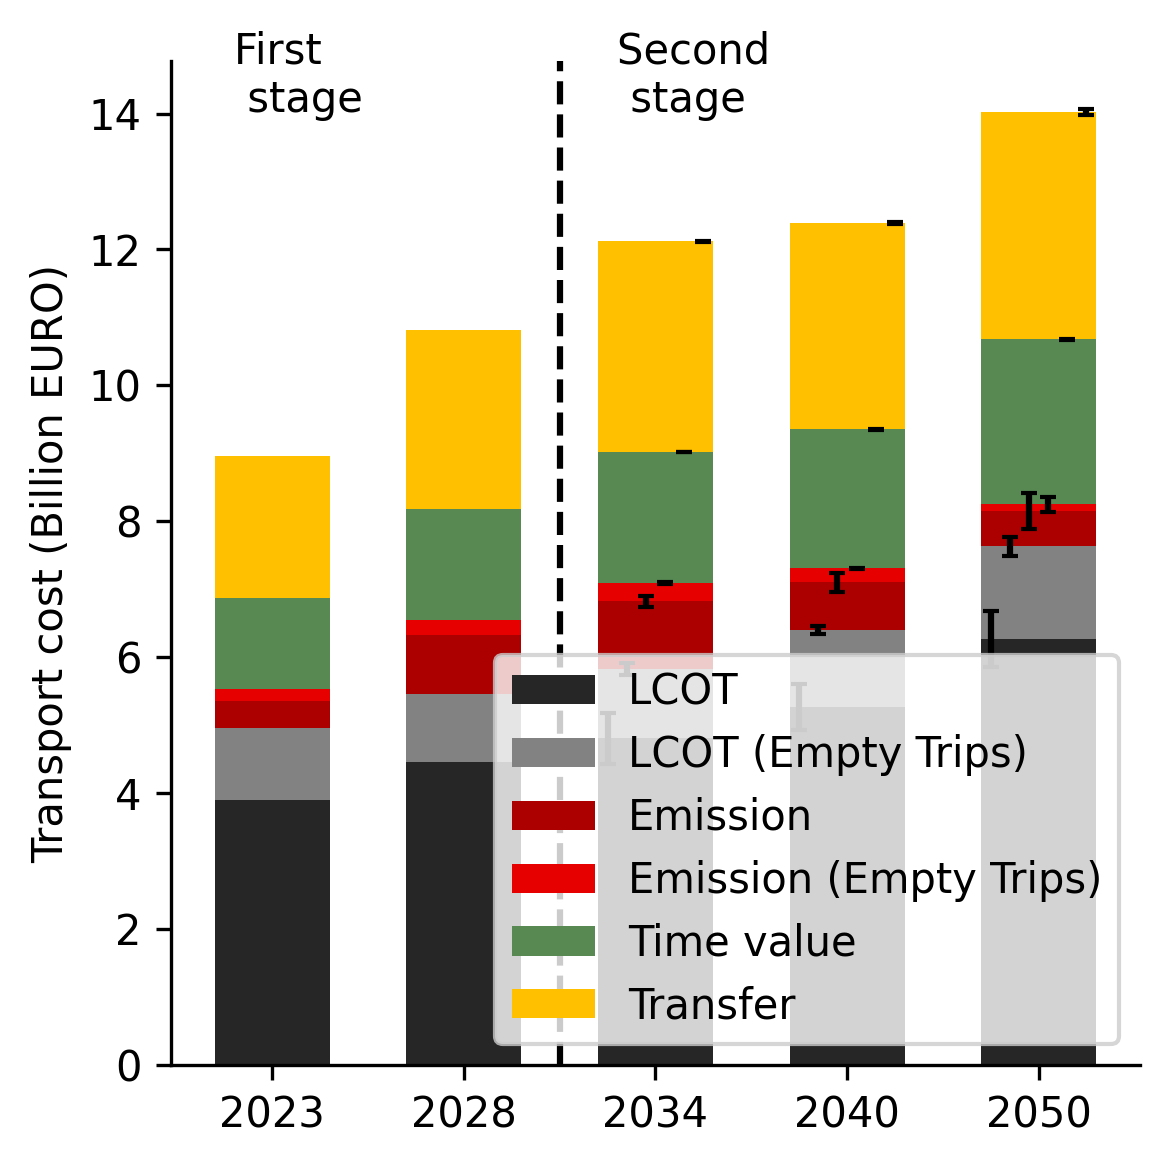 First
stage
Second
stage
Transport cost (Billion EURO)
14
12
10
8
6
4
2
0
LCOT
LCOT (Empty Trips)
Emission
Emission (Empty Trips)
Time value
Transfer
2023
2028
2034
2040
2050